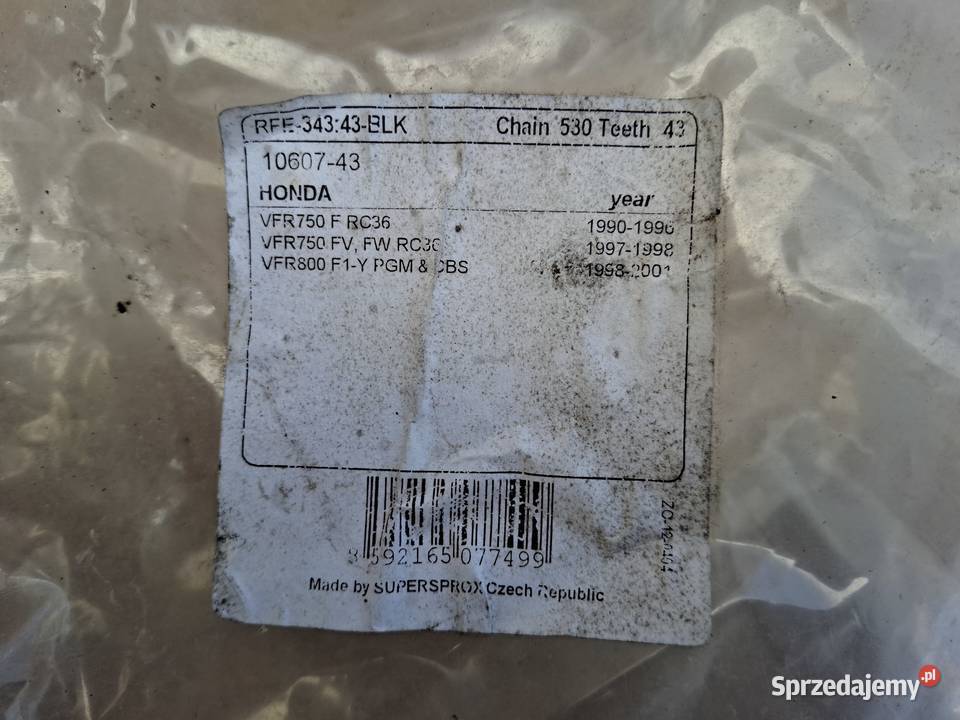 RFE-343:43-BLK Chain 530 Teeth 43
10607-43
HONDA year
VFR750 F RC36 1990-1996
VFR750 FV, FW RC36 1997-1998
VFR800 F1-Y PGM & CBS 1998-2001
8 592165 077499
Made by SUPERSPROX Czech Republic
Sprzedajemy.pl